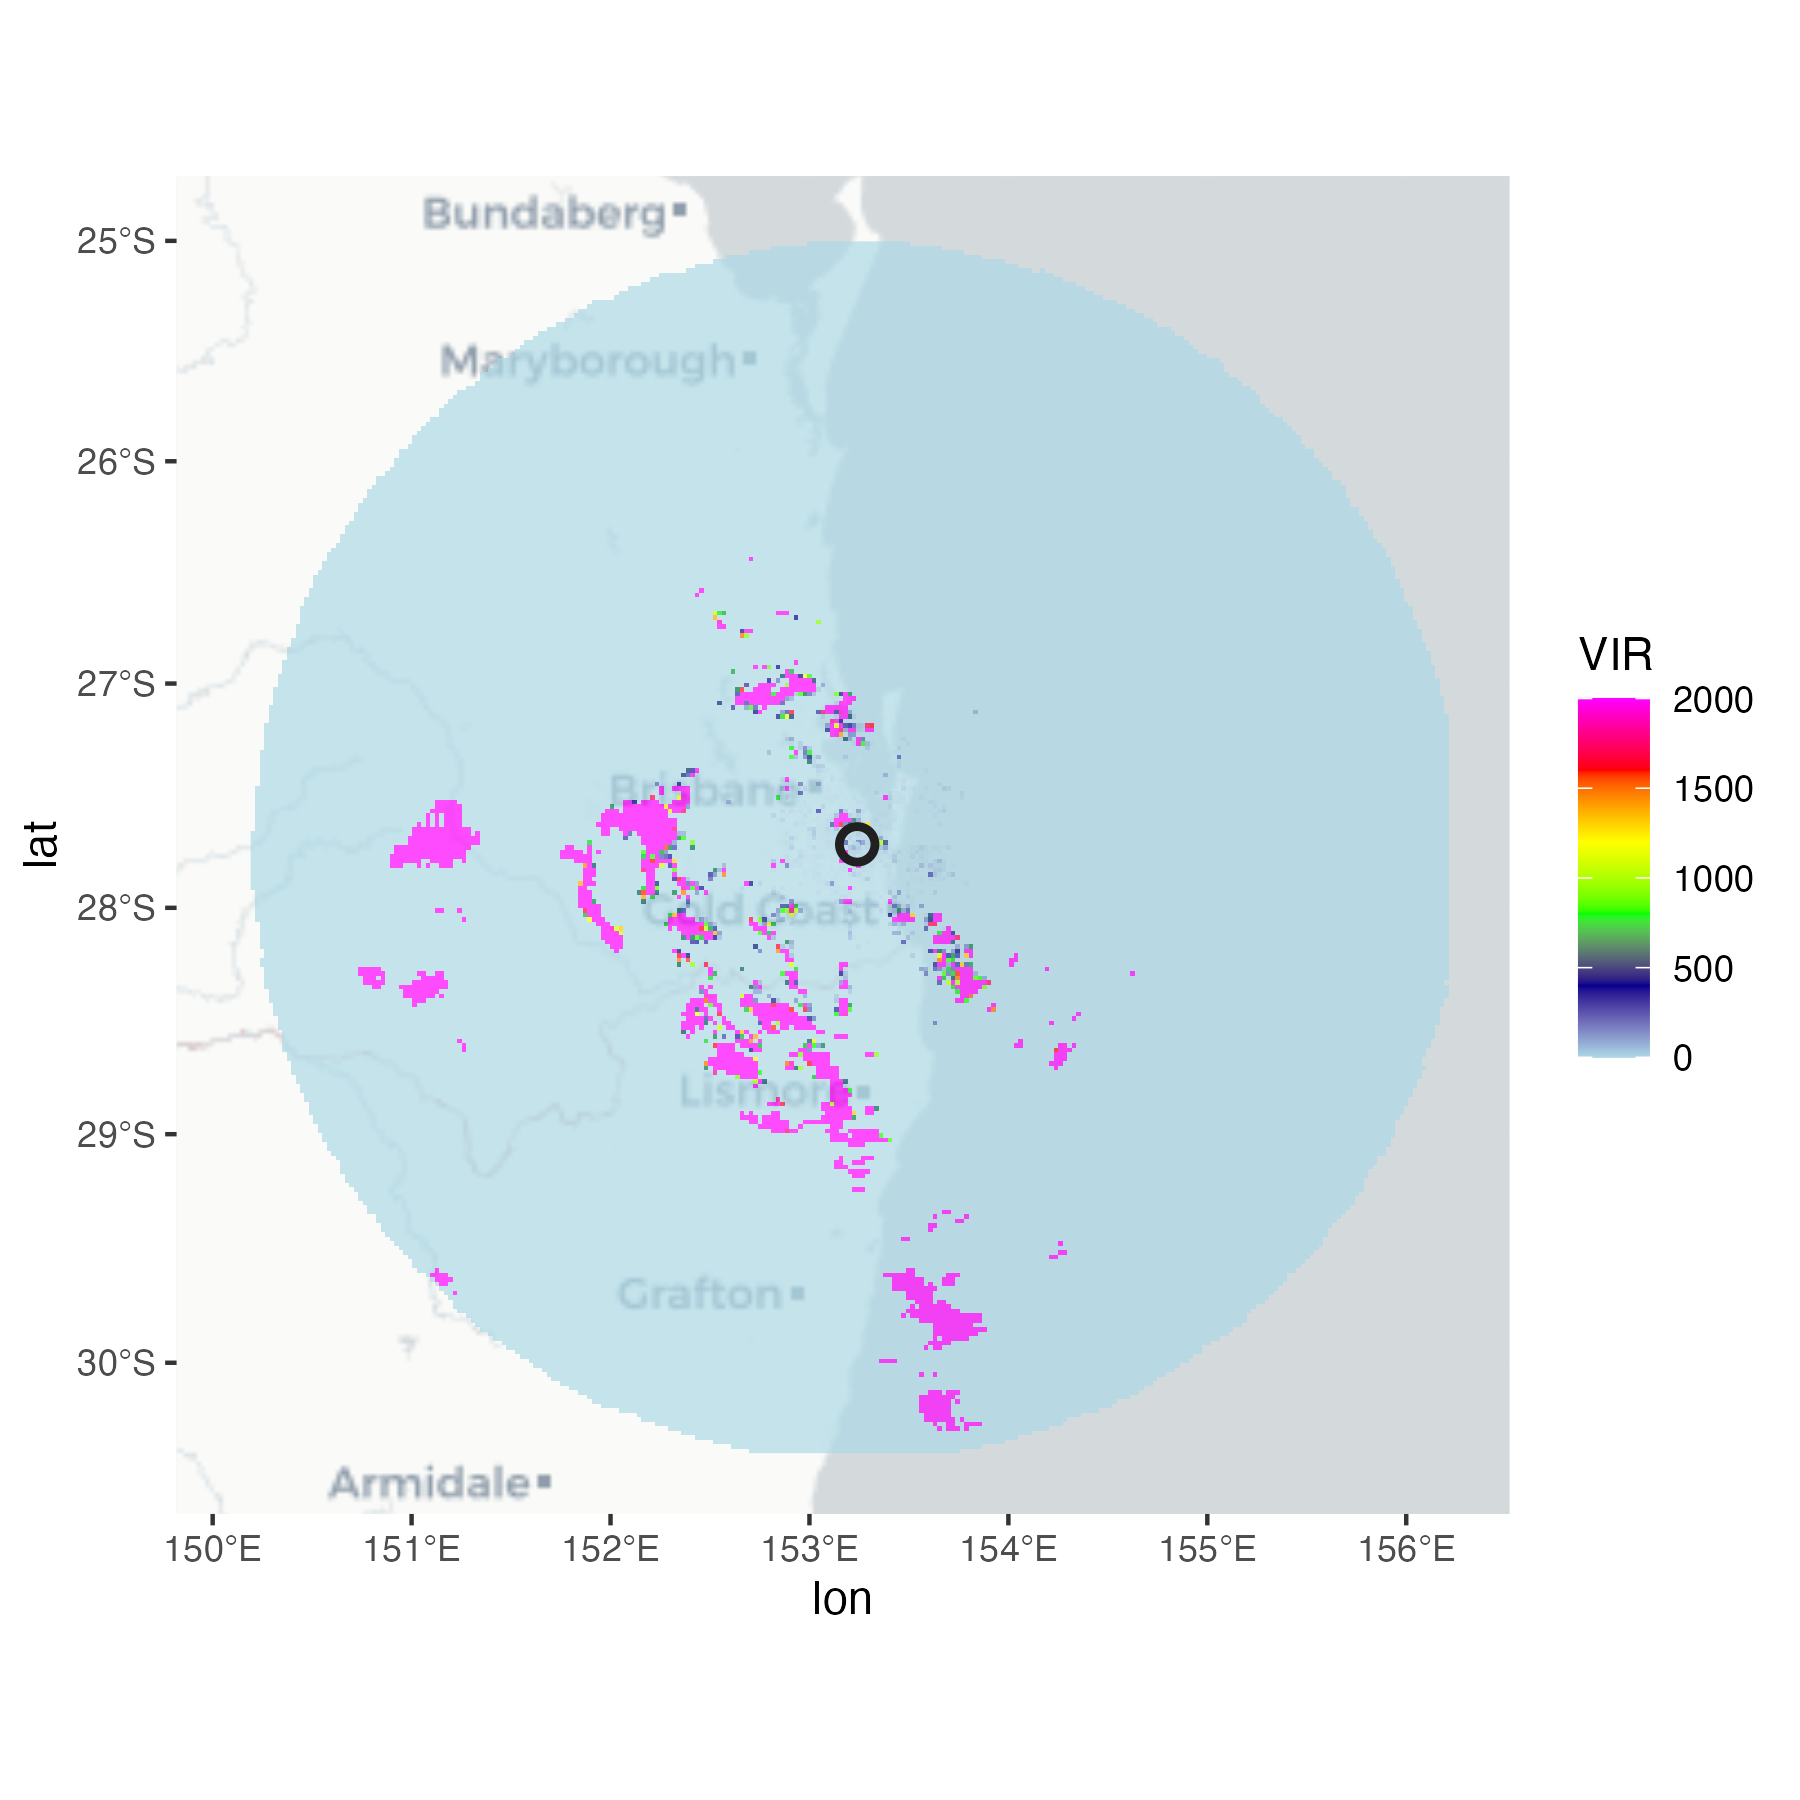 Bundaberg
25°S
Maryborough
26°S
27°S
VIR
2000
Brisbane
1500
lat
1000
28°S
Gold Coast
500
0
Lismore
29°S
Grafton
30°S
Armidale
150°E 151°E 152°E 153°E 154°E 155°E 156°E
lon